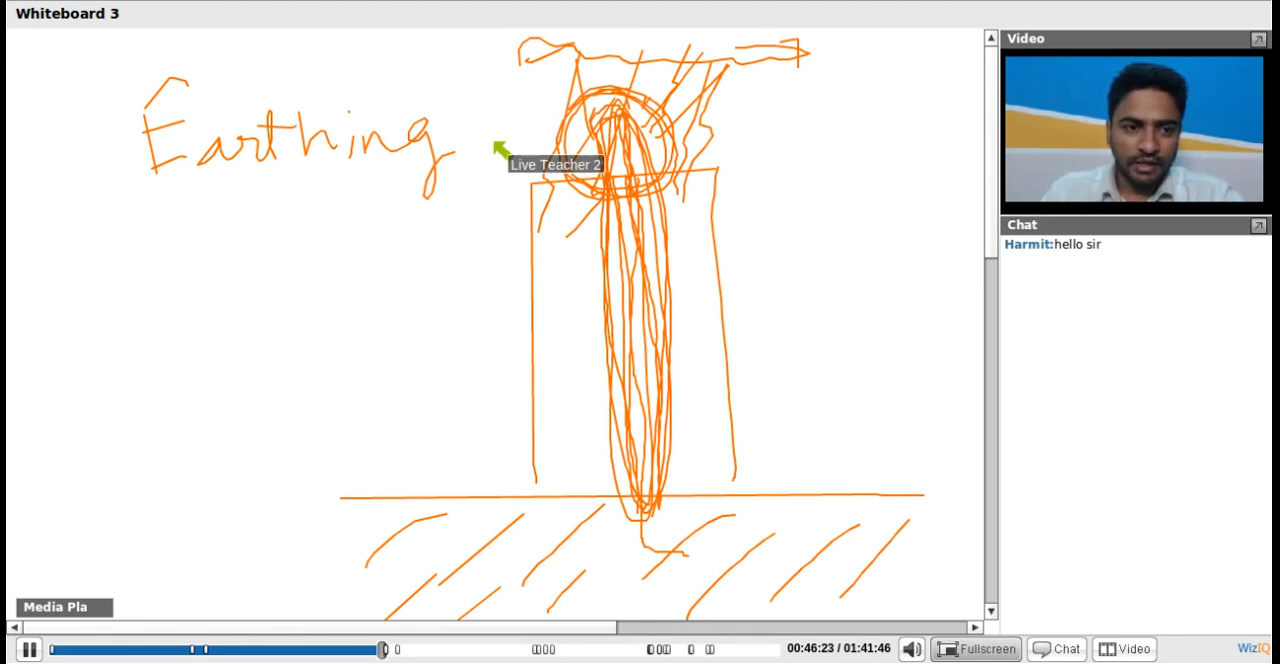 Whiteboard 3
Earthing
Live Teacher 2
Video
Chat
Harmit:hello sir
Media Pla
00:46:23 / 01:41:46
Fullscreen
Chat
Video
WizIQ